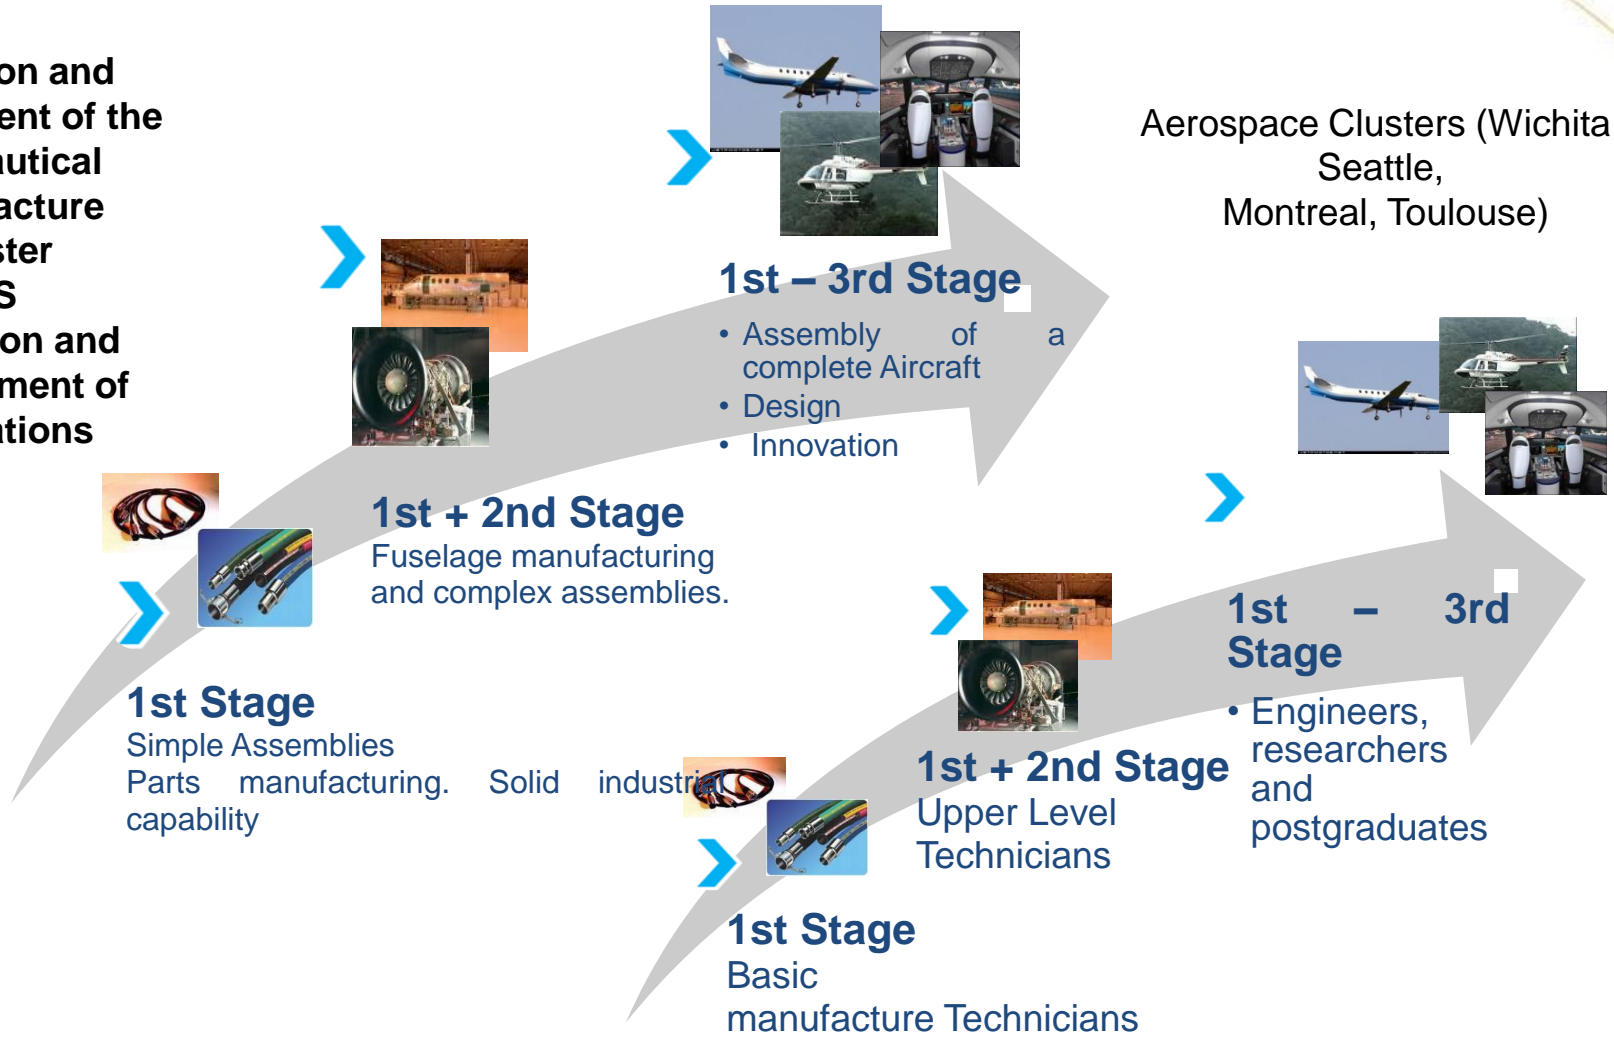 on and
ent of the
autical
acture
ster
S
on and
ment of
ations
Aerospace Clusters (Wichita
Seattle,
Montreal, Toulouse)
1st – 3rd Stage
• Assembly of a
complete Aircraft
• Design
• Innovation
1st + 2nd Stage
Fuselage manufacturing
and complex assemblies.
1st Stage
Simple Assemblies
Parts manufacturing. Solid industrial
capability
1st – 3rd
Stage
• Engineers,
researchers
and
postgraduates
1st + 2nd Stage
Upper Level
Technicians
1st Stage
Basic
manufacture Technicians